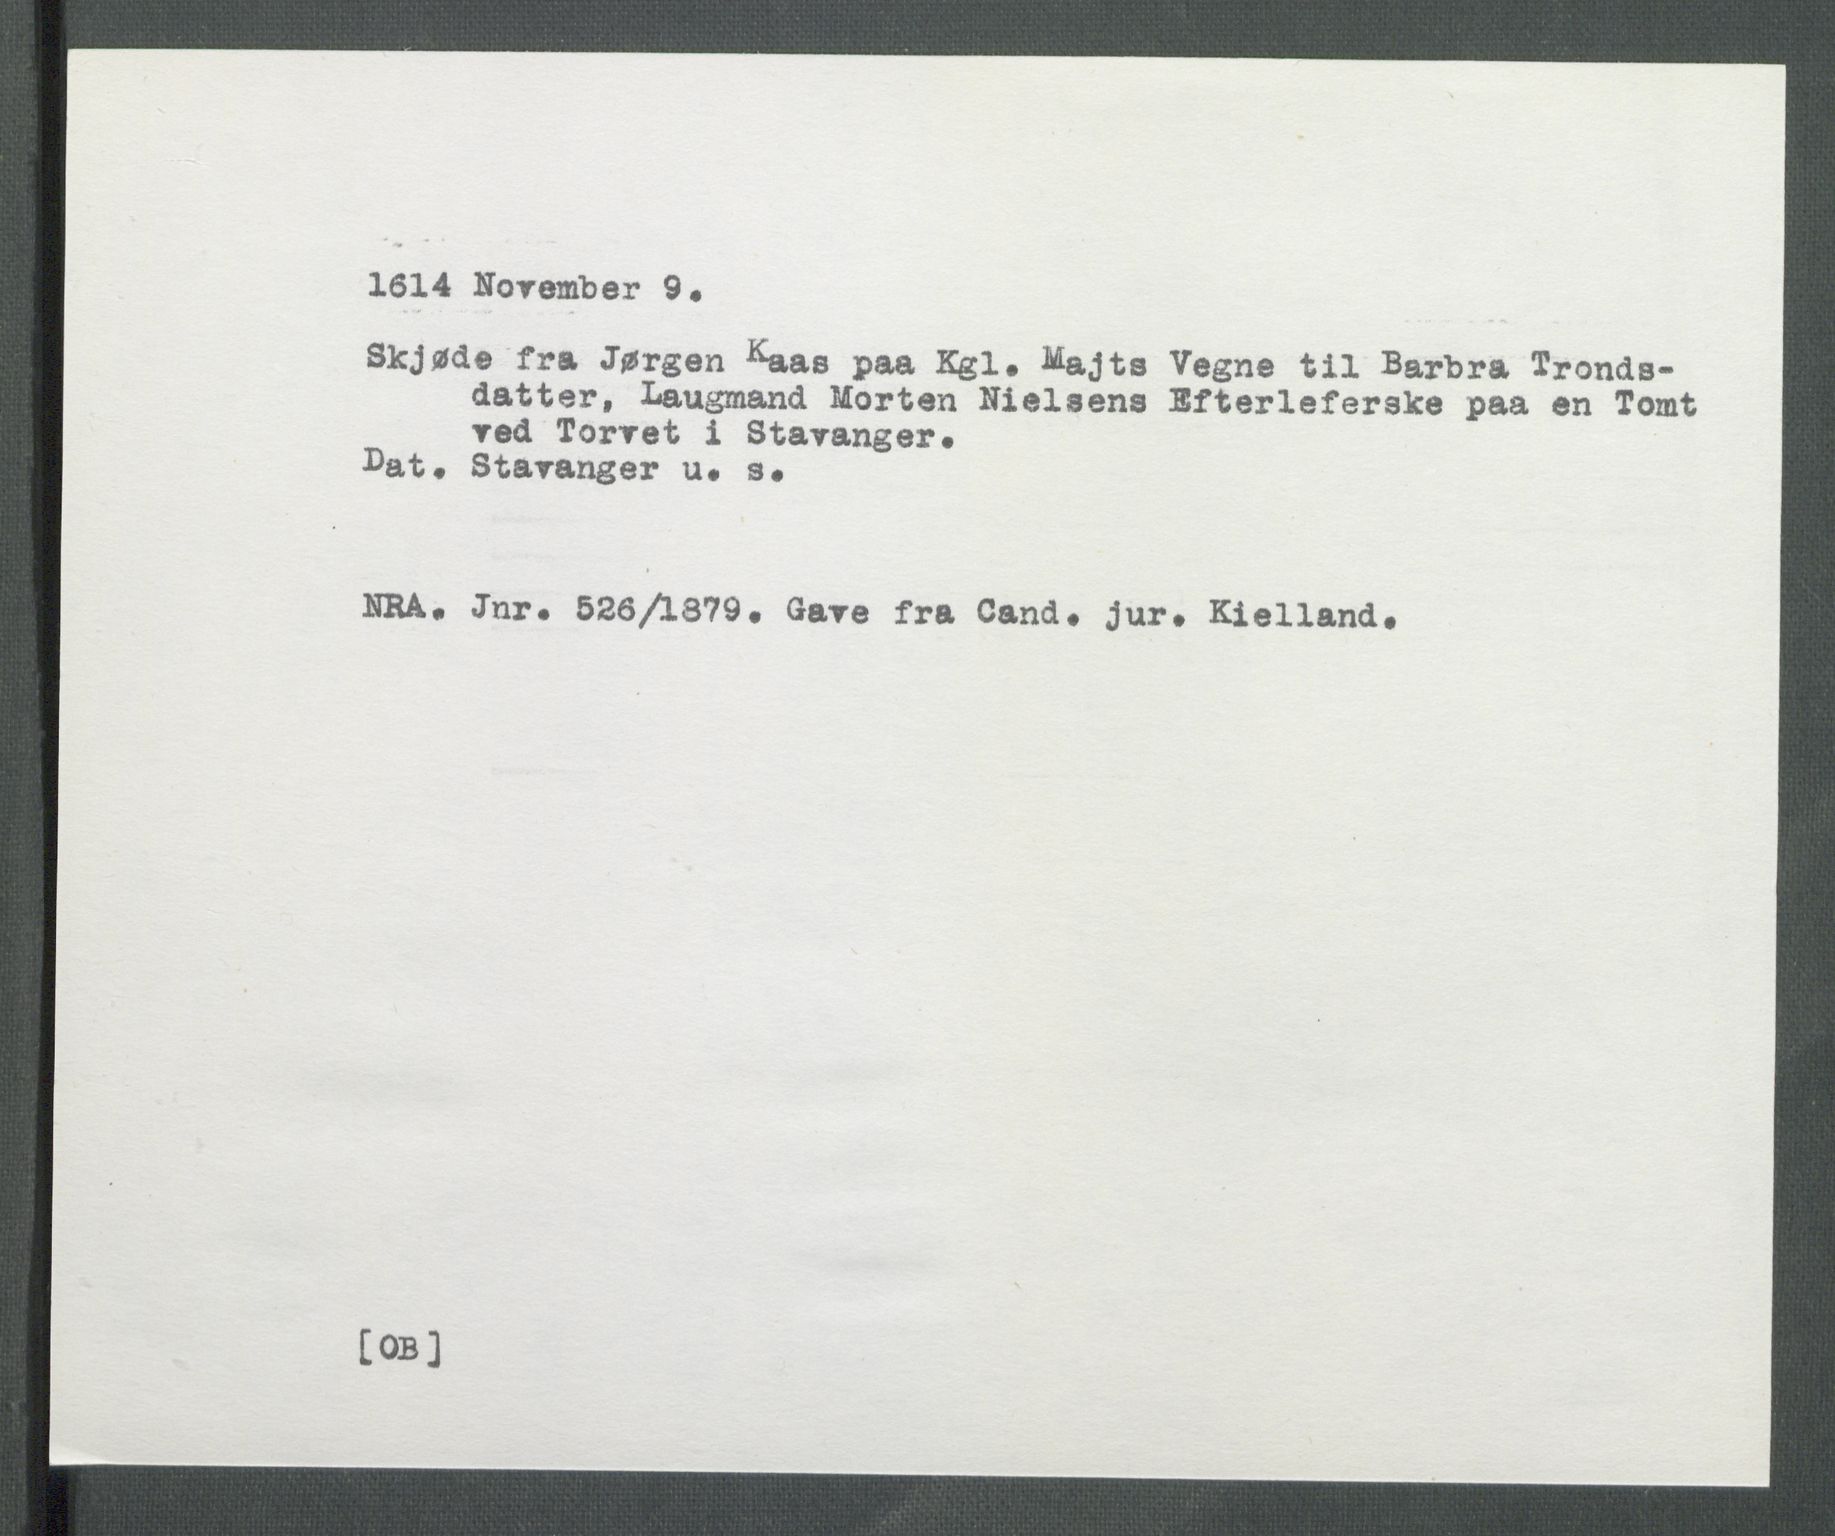 1614 November 9.
Skjøde fra Jørgen Kaas paa Kgl. Majts Vegne til Barbra Tronds-
datter, Laugmand Morten Nielsens Efterleferske paa en Tomt
ved Torvet i Stavanger.
Dat. Stavanger u. s.
NRA. Jnr. 526/1879. Gave fra Cand. jur. Kielland.
[OB]